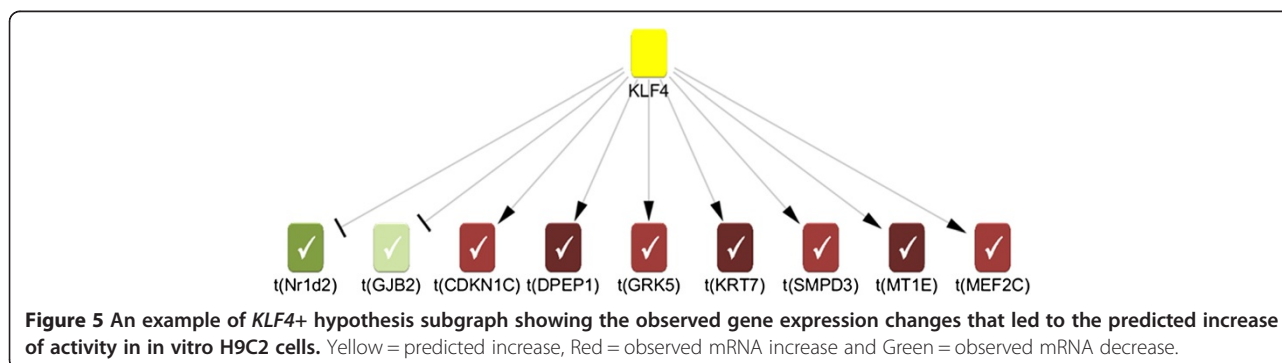 KLF4
t(Nr1d2) t(GJB2) t(CDKN1C) t(DPEP1) t(GRK5) t(KRT7) t(SMPD3) t(MT1E) t(MEF2C)
Figure 5 An example of KLF4+ hypothesis subgraph showing the observed gene expression changes that led to the predicted increase
of activity in in vitro H9C2 cells. Yellow = predicted increase, Red = observed mRNA increase and Green = observed mRNA decrease.